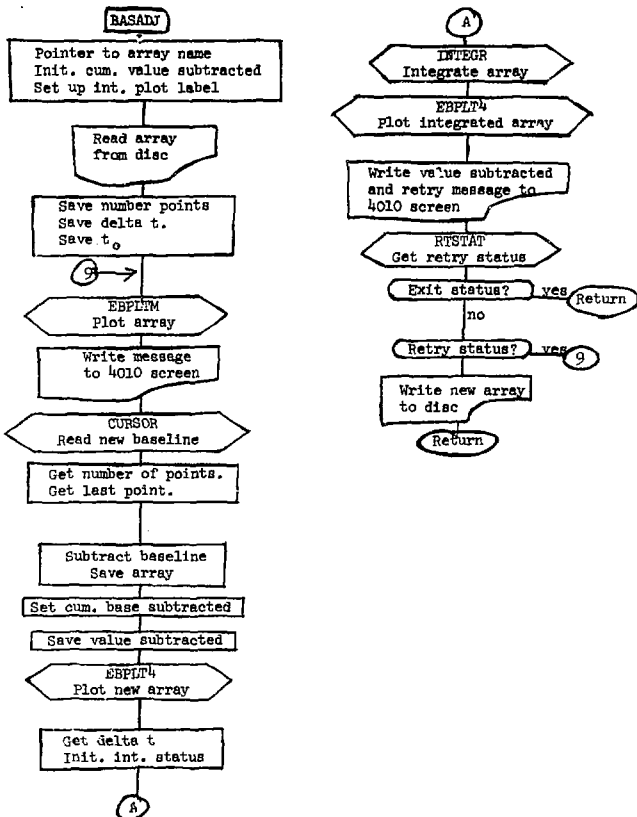 BASADJ
Pointer to array name
Init. cum. value subtracted
Set up int. plot label
Read array
from disc
Save number points
Save delta t.
Save to
9
EBPLTM
Plot array
Write message
to 4010 screen
CURSOR
Read new baseline
Get number of points.
Get last point.
Subtract baseline
Save array
Set cum. base subtracted
Save value subtracted
EBPLT4
Plot new array
Get delta t
Init. int. status
A
A
INTEGR
Integrate array
EBPLT4
Plot integrated array
Write value subtracted
and retry message to
4010 screen
RTSTAT
Get retry status
Exit status? yes Return
no
Retry status? yes 9
Write new array
to disc
Return